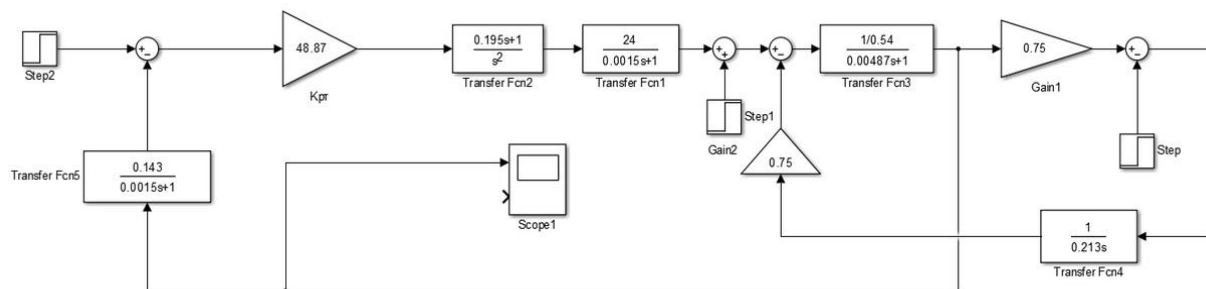 Step2
+
−
48.87
Kpr
0.195s+1
s²
Transfer Fcn2
24
0.0015s+1
Transfer Fcn1
+
+
Step1
Gain2
+
−
1/0.54
0.00487s+1
Transfer Fcn3
0.75
Gain1
+
−
Step
0.143
0.0015s+1
Transfer Fcn5
Scope1
0.75
1
0.213s
Transfer Fcn4